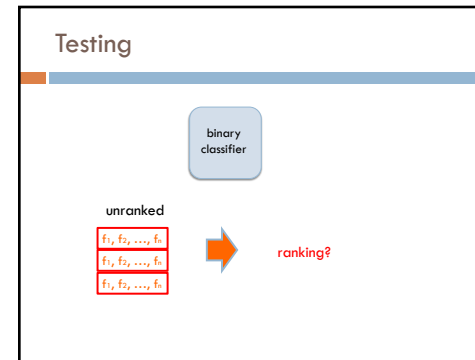 Testing
binary
classifier
unranked
f₁, f₂, …, fₙ
f₁, f₂, …, fₙ
f₁, f₂, …, fₙ
ranking?